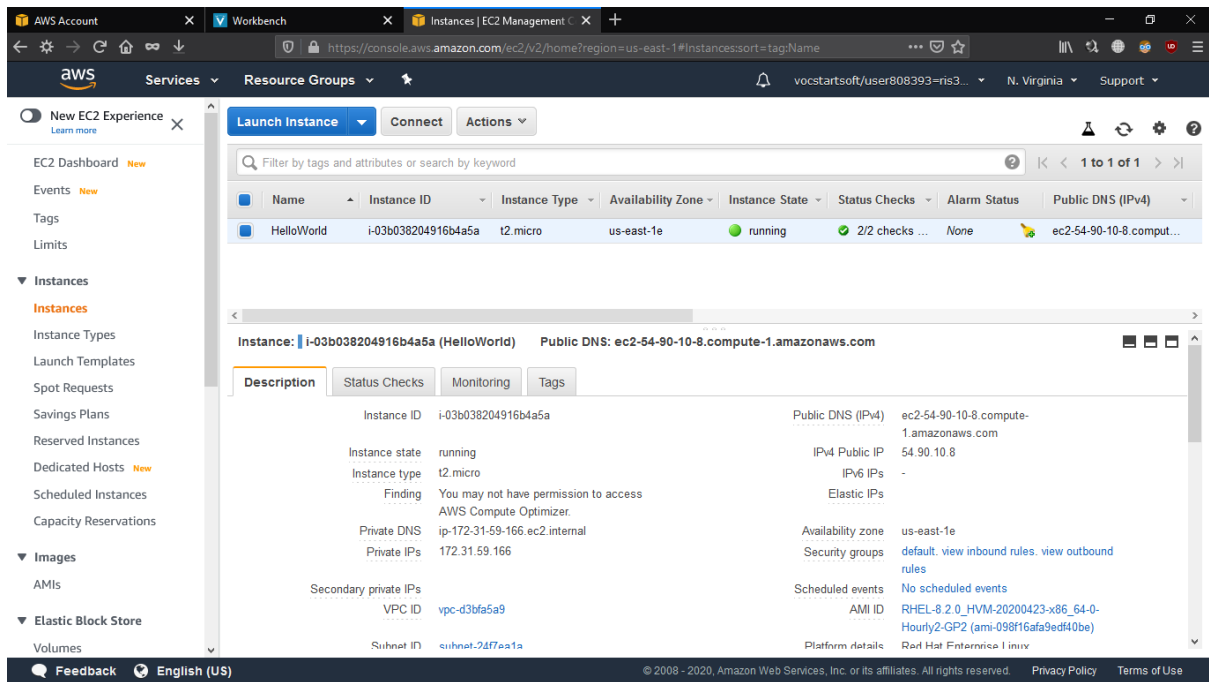 AWS Account
Workbench
Instances | EC2 Management C
https://console.aws.amazon.com/ec2/v2/home?region=us-east-1#Instances:sort=tag:Name
aws
Services
Resource Groups
vocstartsoft/user808393=ris3...
N. Virginia
Support
New EC2 Experience
Learn more
EC2 Dashboard New
Events New
Tags
Limits
Instances
Instances
Instance Types
Launch Templates
Spot Requests
Savings Plans
Reserved Instances
Dedicated Hosts New
Scheduled Instances
Capacity Reservations
Images
AMIs
Elastic Block Store
Volumes
Launch Instance
Connect
Actions
Filter by tags and attributes or search by keyword
1 to 1 of 1
Name Instance ID Instance Type Availability Zone Instance State Status Checks Alarm Status Public DNS (IPv4)
HelloWorld i-03b038204916b4a5a t2.micro us-east-1e running 2/2 checks ... None ec2-54-90-10-8.comput...
Instance: i-03b038204916b4a5a (HelloWorld) Public DNS: ec2-54-90-10-8.compute-1.amazonaws.com
Description Status Checks Monitoring Tags
Instance ID i-03b038204916b4a5a
Instance state running
Instance type t2.micro
Finding You may not have permission to access
AWS Compute Optimizer.
Private DNS ip-172-31-59-166.ec2.internal
Private IPs 172.31.59.166
Secondary private IPs
VPC ID vpc-d3bfa5a9
Subnet ID subnet-24f7ea1a
Public DNS (IPv4) ec2-54-90-10-8.compute-
1.amazonaws.com
IPv4 Public IP 54.90.10.8
IPv6 IPs -
Elastic IPs
Availability zone us-east-1e
Security groups default. view inbound rules. view outbound
rules
Scheduled events No scheduled events
AMI ID RHEL-8.2.0_HVM-20200423-x86_64-0-
Hourly2-GP2 (ami-098f16afa9edf40be)
Platform details Red Hat Enterprise Linux
Feedback
English (US)
© 2008 - 2020, Amazon Web Services, Inc. or its affiliates. All rights reserved.
Privacy Policy
Terms of Use